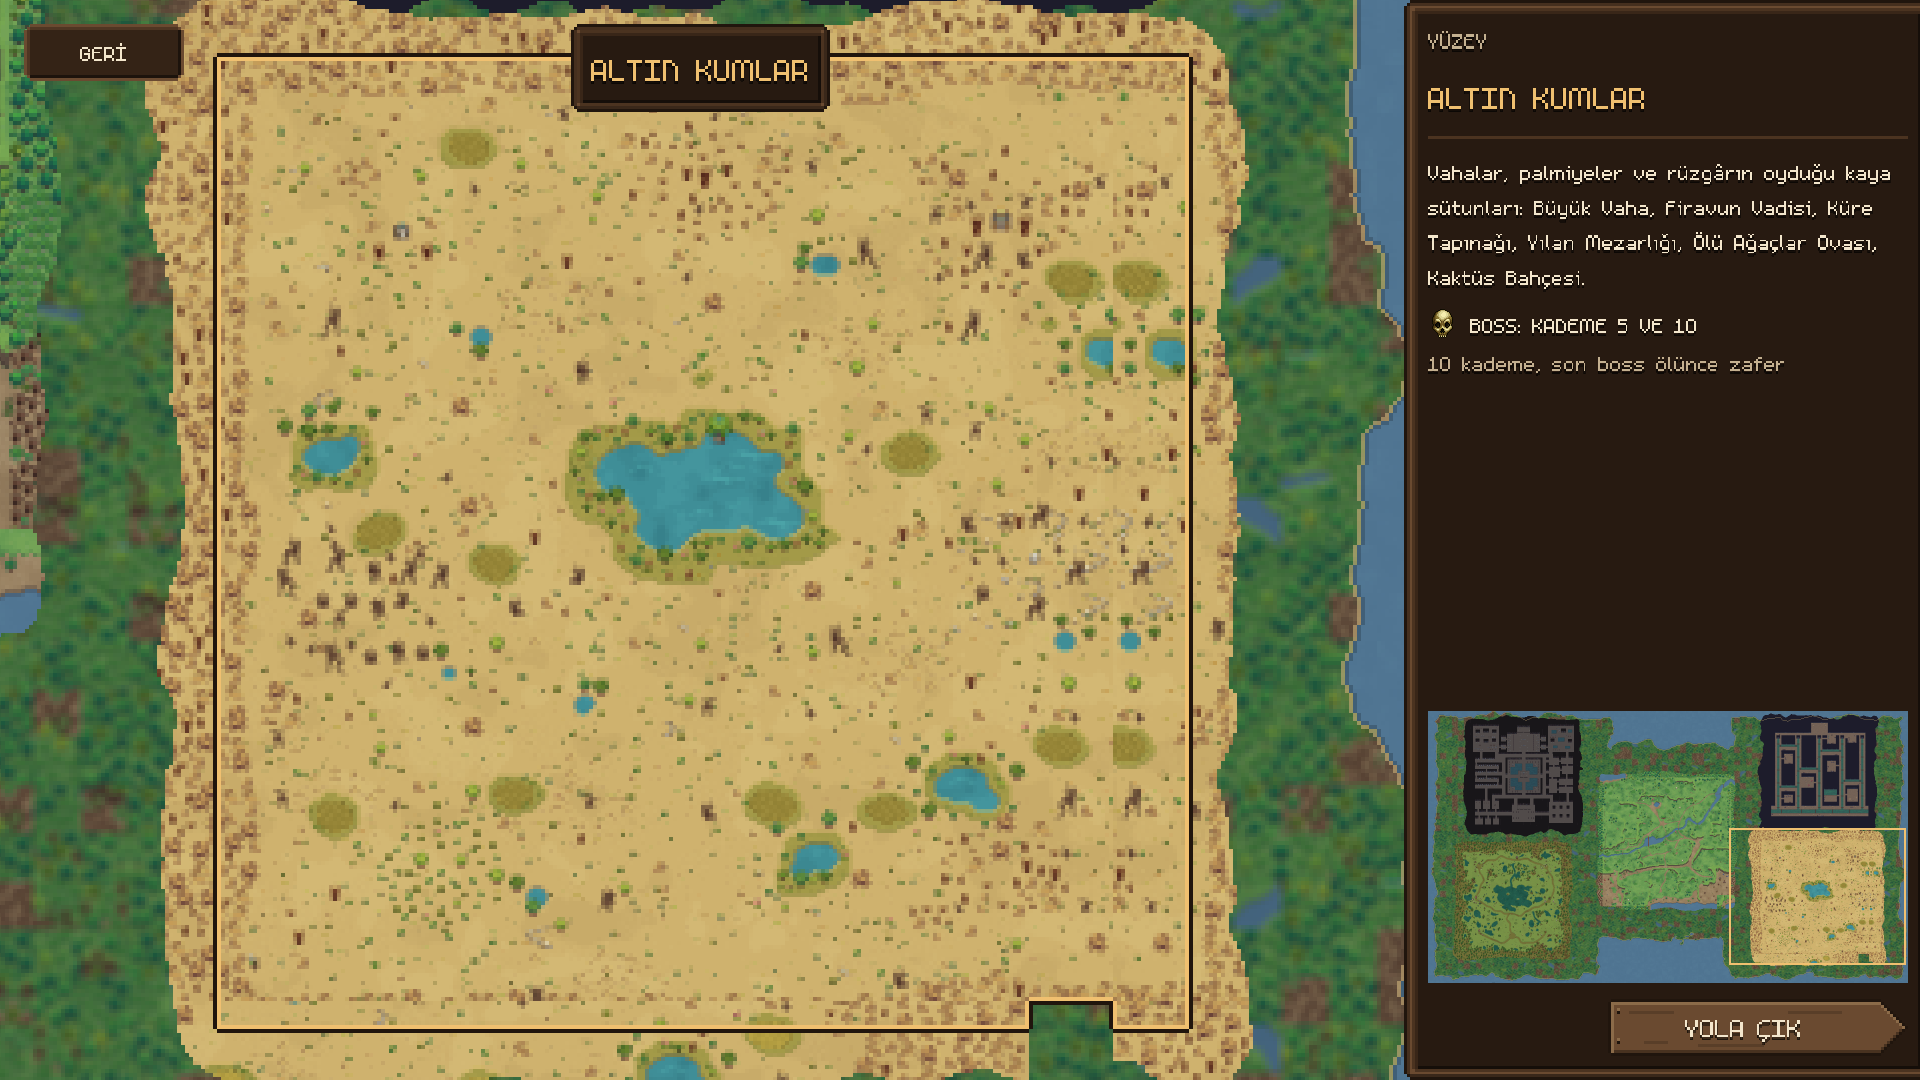 GERİ
ALTIN KUMLAR
YÜZEY
ALTIN KUMLAR
Vahalar, palmiyeler ve rüzgârın oyduğu kaya
sütunları: Büyük Vaha, Firavun Vadisi, Küre
Tapınağı, Yılan Mezarlığı, Ölü Ağaçlar Ovası,
Kaktüs Bahçesi.
BOSS: KADEME 5 VE 10
10 kademe, son boss ölünce zafer
YOLA ÇIK